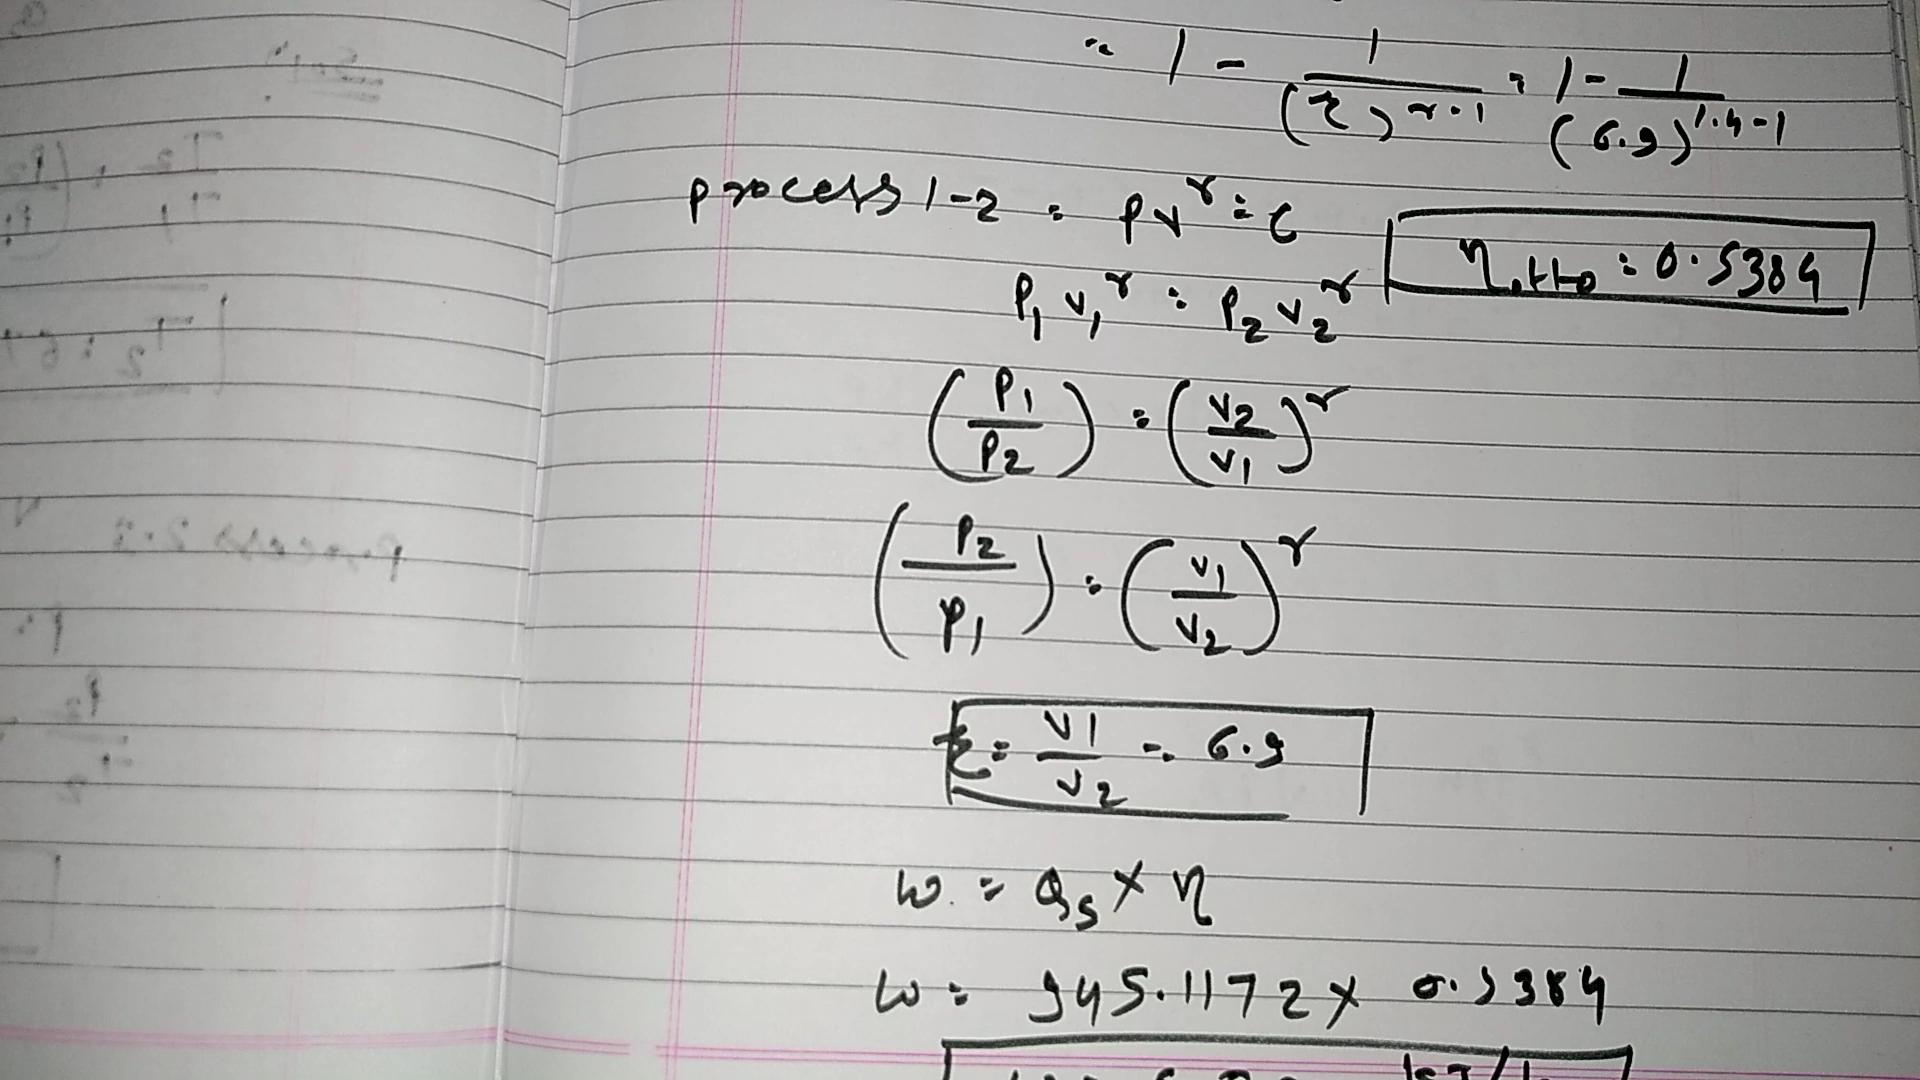 = 1 - 1/(r)^γ-1 = 1 - 1/(6.9)^1.4-1
process 1-2 = PV^γ = C
η otto = 0.5384
P₁ V₁^γ = P₂ V₂^γ
(P₁/P₂) = (V₂/V₁)^γ
(P₂/P₁) = (V₁/V₂)^γ
r = V1/V2 = 6.9
W = Qs × η
W = 945.1172 × 0.5384